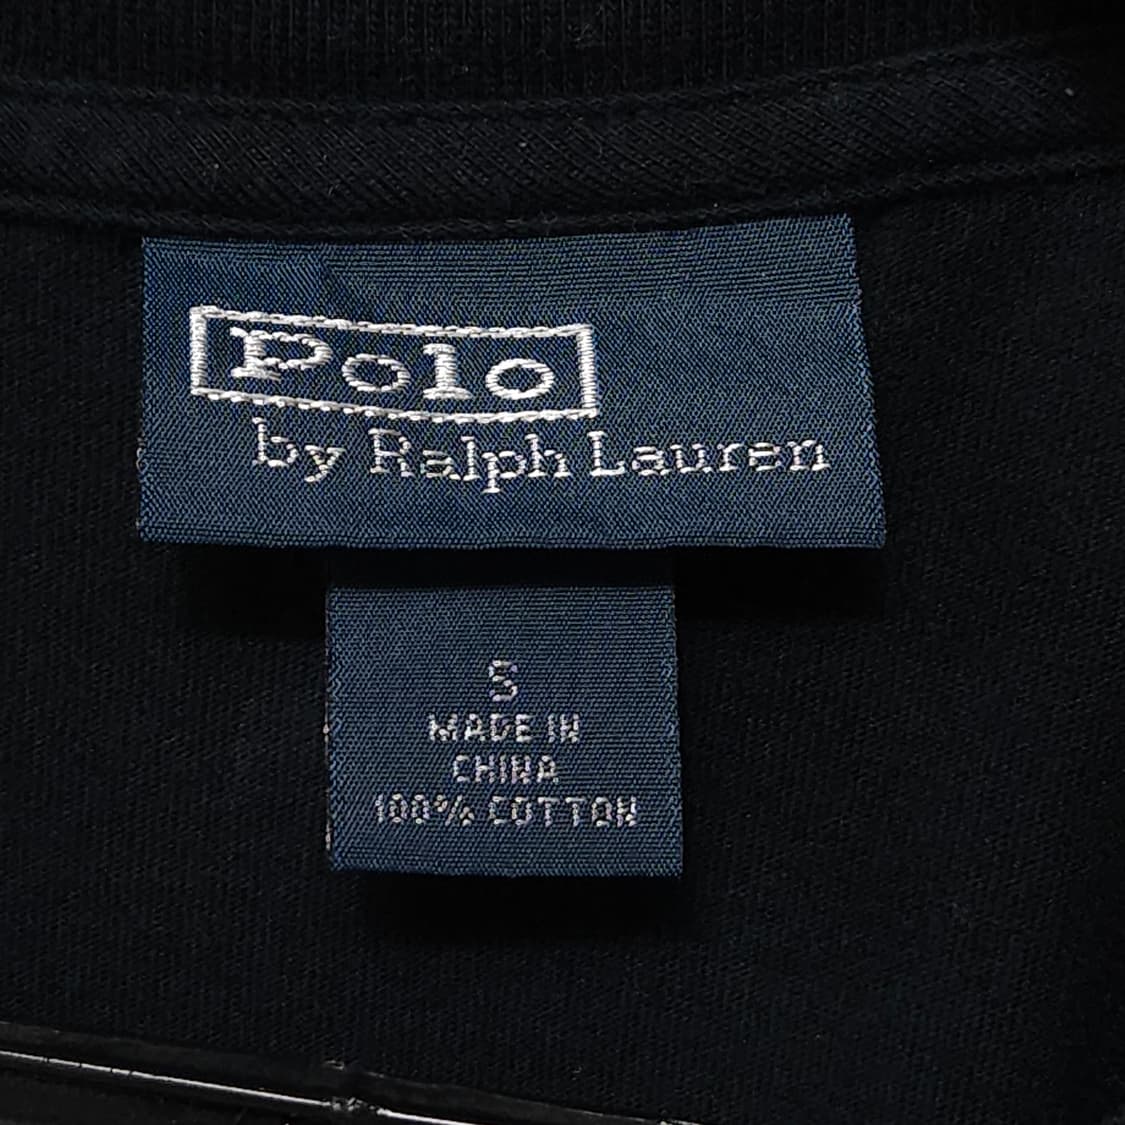 Polo
by Ralph Lauren
S
MADE IN
CHINA
100% COTTON